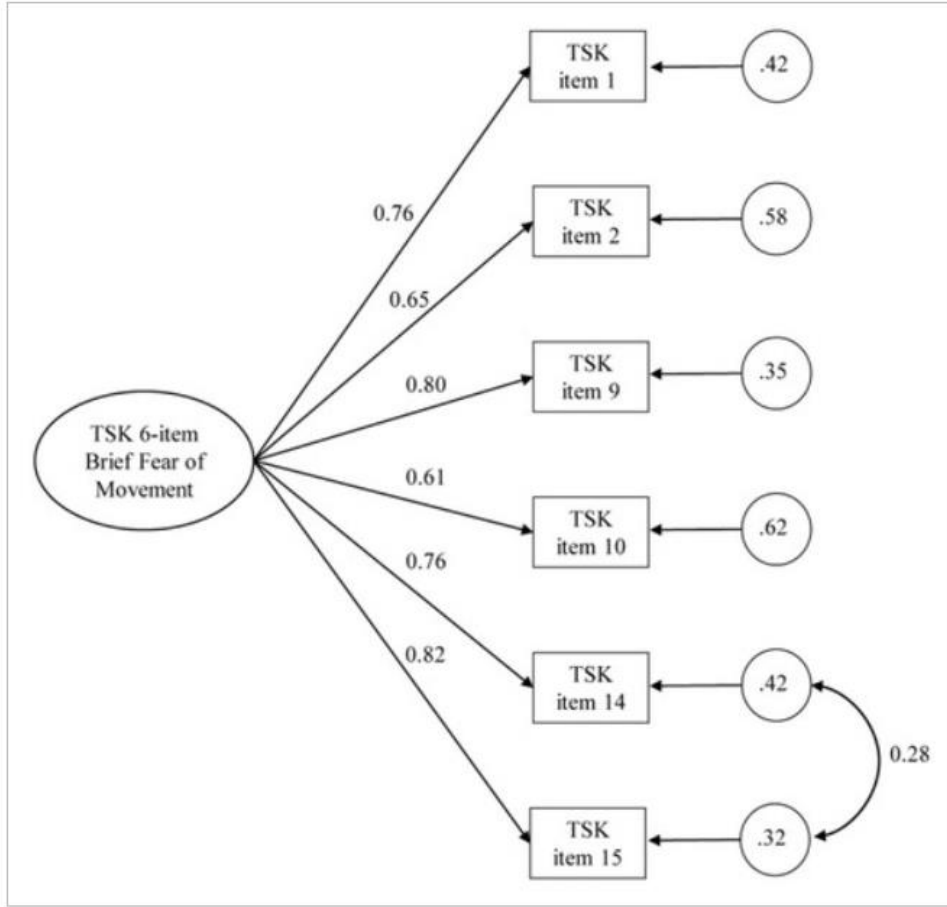 TSK
item 1
.42
0.76
TSK
item 2
.58
0.65
TSK
item 9
.35
0.80
TSK 6-item
Brief Fear of
Movement
0.61
TSK
item 10
.62
0.76
TSK
item 14
.42
0.82
0.28
TSK
item 15
.32